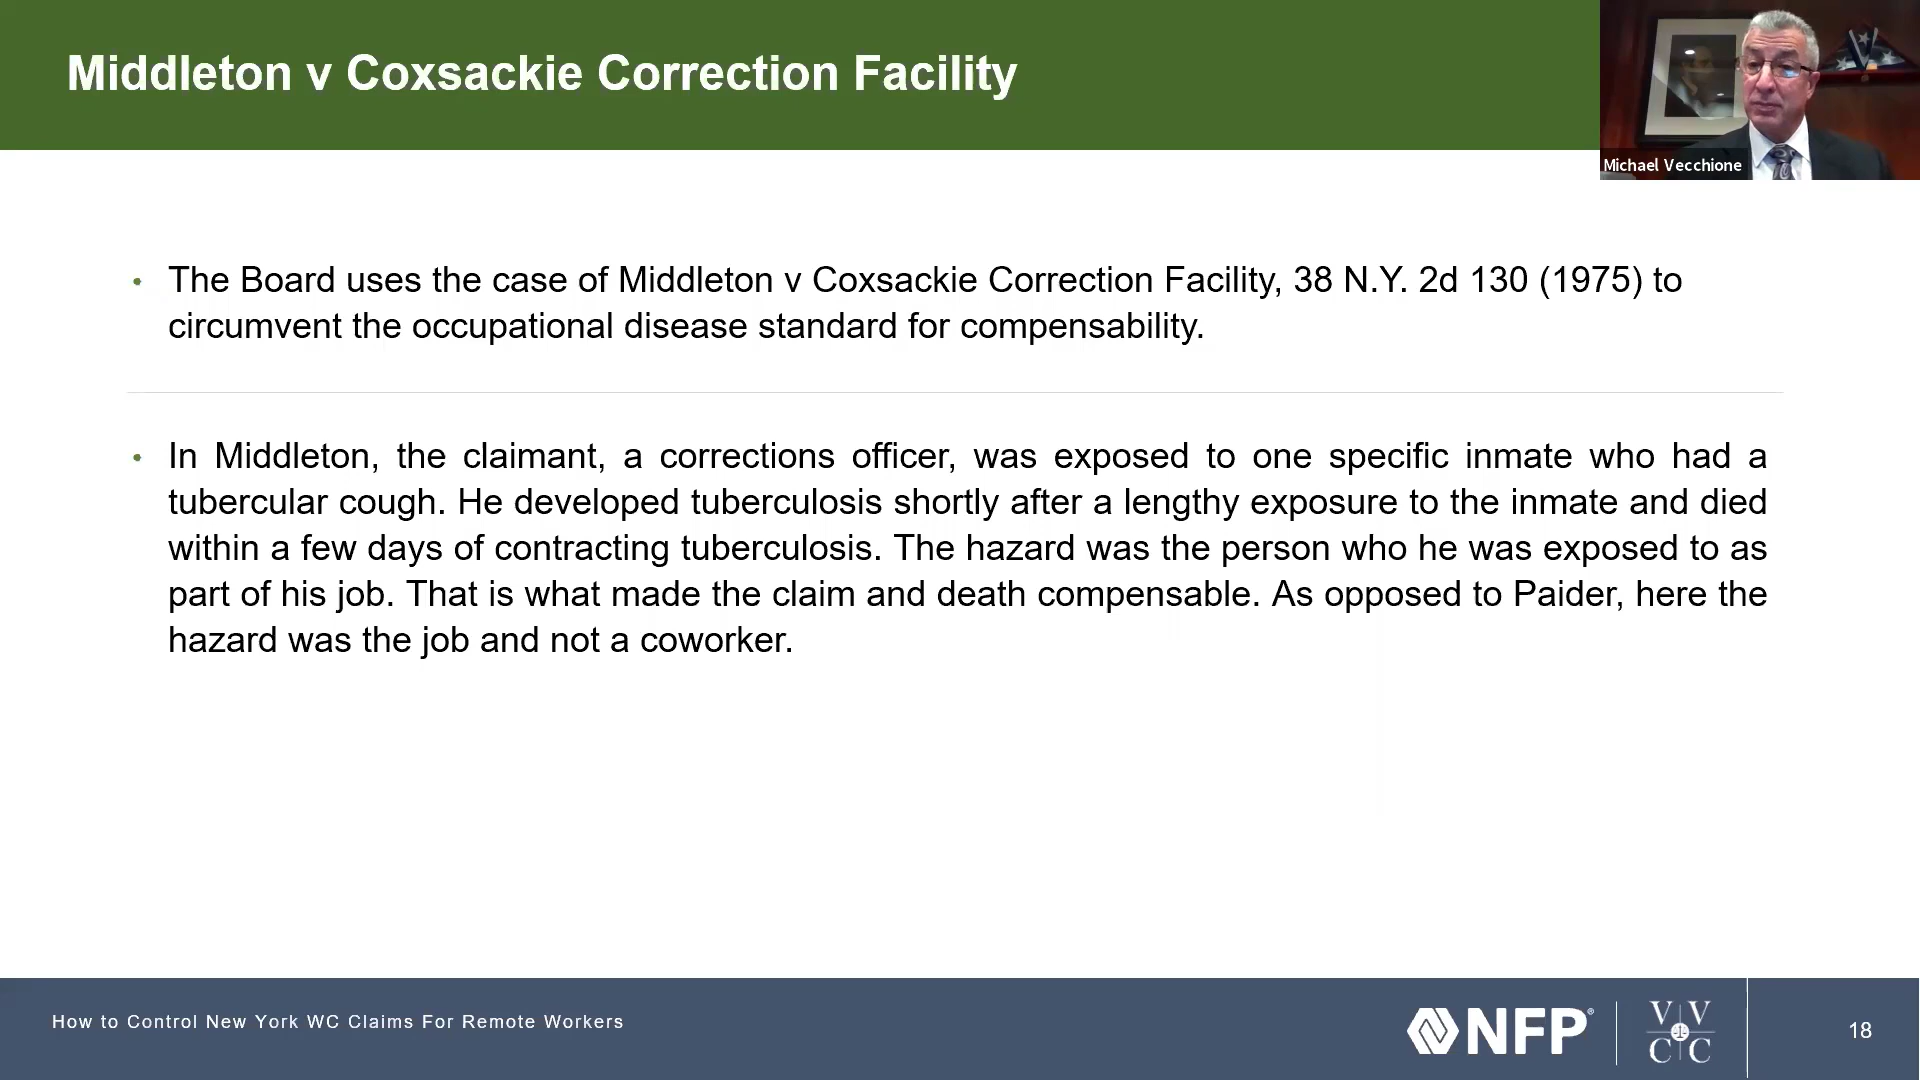 Middleton v Coxsackie Correction Facility
Michael Vecchione
• The Board uses the case of Middleton v Coxsackie Correction Facility, 38 N.Y. 2d 130 (1975) to
circumvent the occupational disease standard for compensability.
• In Middleton, the claimant, a corrections officer, was exposed to one specific inmate who had a
tubercular cough. He developed tuberculosis shortly after a lengthy exposure to the inmate and died
within a few days of contracting tuberculosis. The hazard was the person who he was exposed to as
part of his job. That is what made the claim and death compensable. As opposed to Paider, here the
hazard was the job and not a coworker.
How to Control New York WC Claims For Remote Workers
NFP®
V V
C C
18